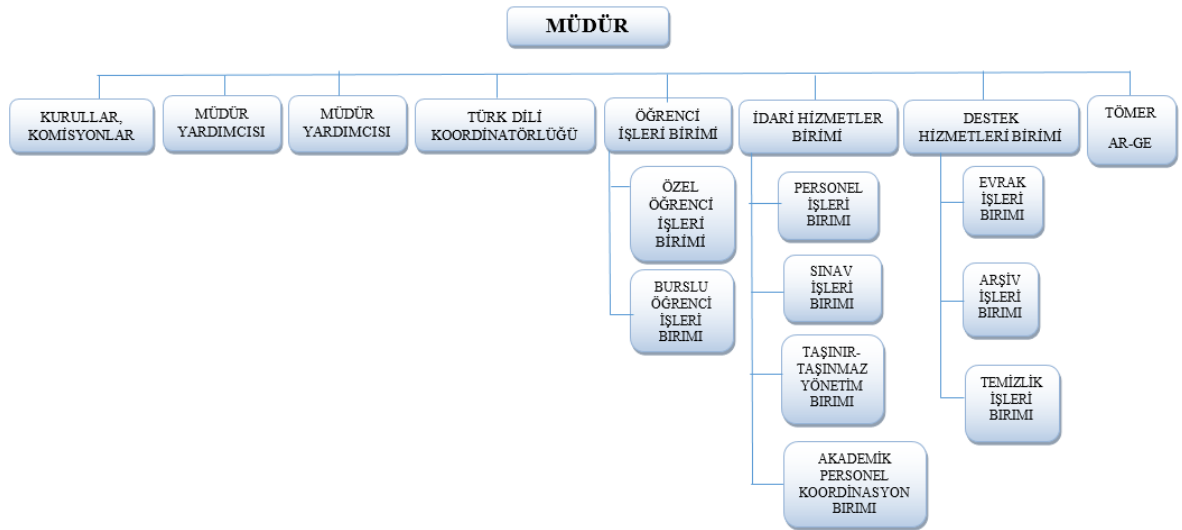 MÜDÜR
KURULLAR,
KOMİSYONLAR
MÜDÜR
YARDIMCISI
MÜDÜR
YARDIMCISI
TÜRK DİLİ
KOORDİNATÖRLÜĞÜ
ÖĞRENCİ
İŞLERİ BİRİMİ
İDARİ HİZMETLER
BİRİMİ
DESTEK
HİZMETLERİ BİRİMİ
TÖMER
AR-GE
ÖZEL
ÖĞRENCİ
İŞLERİ
BİRİMİ
BURSLU
ÖĞRENCİ
İŞLERİ
BIRIMI
PERSONEL
İŞLERİ
BIRIMI
SINAV
İŞLERİ
BIRIMI
TAŞINIR-
TAŞINMAZ
YÖNETİM
BIRIMI
AKADEMİK
PERSONEL
KOORDİNASYON
BIRIMI
EVRAK
İŞLERİ
BIRIMI
ARŞİV
İŞLERİ
BIRIMI
TEMİZLİK
İŞLERİ
BIRIMI